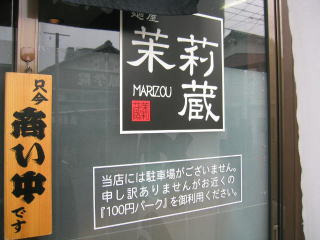 麺屋
茉莉蔵
MARIZOU
只今
商い中
です
当店には駐車場がございません。
申し訳ありませんがお近くの
『100円パーク』を御利用ください。